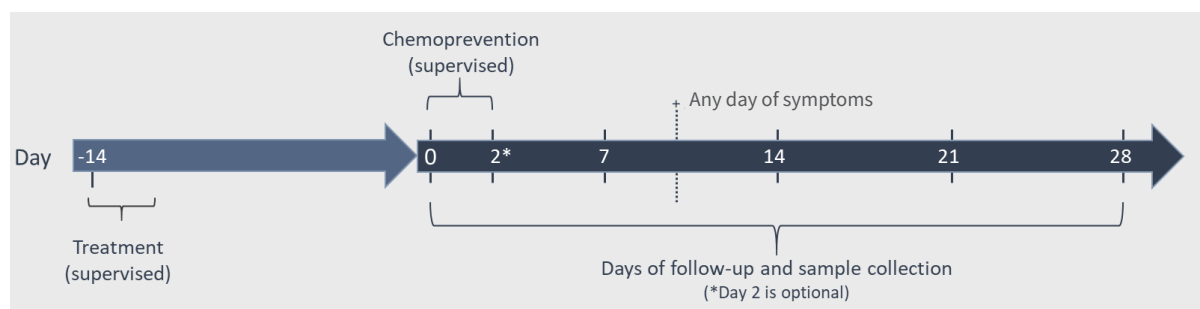 Chemoprevention
(supervised)
+ Any day of symptoms
Day -14 0 2* 7 14 21 28
Treatment
(supervised)
Days of follow-up and sample collection
(*Day 2 is optional)